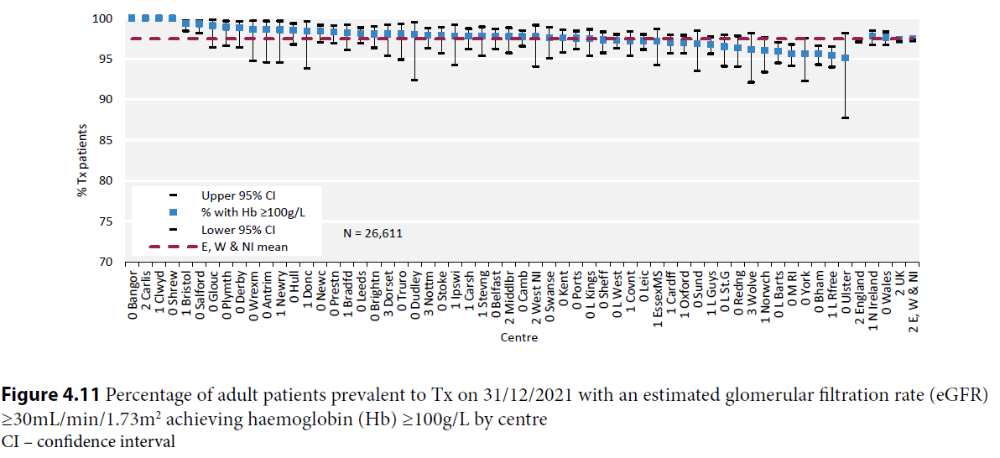 100
95
90
85
80
75
70
% Tx patients
Upper 95% CI
% with Hb ≥100g/L
Lower 95% CI
E, W & NI mean
N = 26,611
0 Bangor
2 Carlis
1 Clwyd
0 Shrew
1 Bristol
0 Salford
0 Glouc
0 Plymth
0 Derby
0 Wrexm
0 Antrim
1 Newry
0 Hull
1 Donc
0 Newc
0 Prestn
1 Bradfd
0 Leeds
0 Brightn
3 Dorset
0 Truro
0 Dudley
3 Nottm
0 Stoke
1 Ipswi
1 Carsh
1 Stevng
0 Belfast
2 Middlbr
0 Camb
2 West NI
0 Swanse
0 Kent
0 Ports
0 L Kings
0 Sheff
0 L West
1 Covnt
0 Leic
1 EssexMS
1 Cardff
1 Oxford
0 Sund
1 L Guys
0 L St.G
0 Redng
3 Wolve
1 Norwch
0 L Barts
0 M RI
0 York
0 Bham
1 L Rfree
0 Ulster
2 England
1 N Ireland
0 Wales
2 UK
2 E, W & NI
Centre
Figure 4.11 Percentage of adult patients prevalent to Tx on 31/12/2021 with an estimated glomerular filtration rate (eGFR)
≥30mL/min/1.73m² achieving haemoglobin (Hb) ≥100g/L by centre
CI – confidence interval